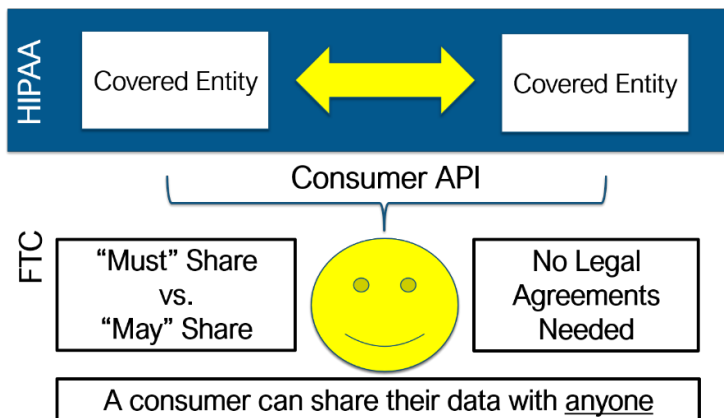 HIPAA
Covered Entity
Covered Entity
Consumer API
FTC
“Must” Share
vs.
“May” Share
No Legal
Agreements
Needed
A consumer can share their data with anyone